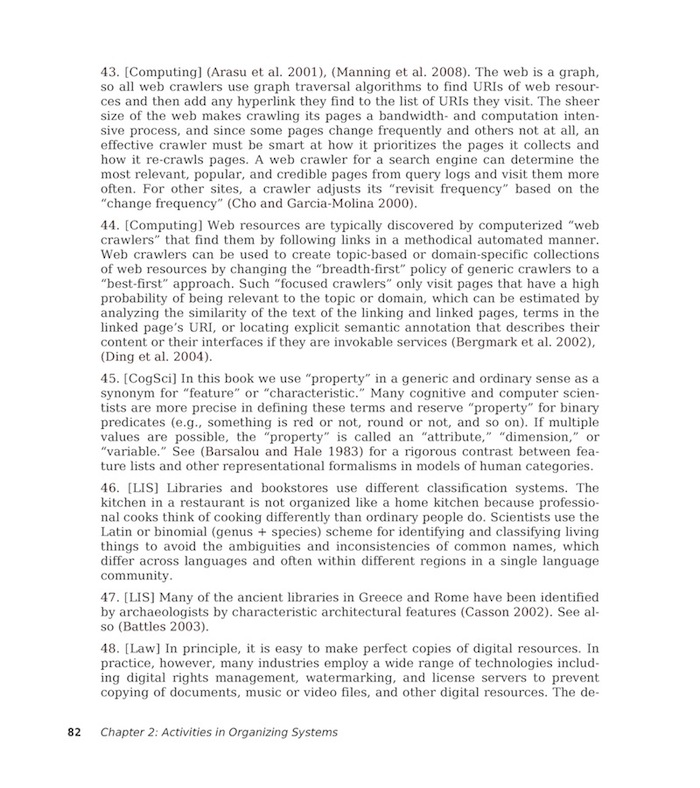 43. [Computing] (Arasu et al. 2001), (Manning et al. 2008). The web is a graph,
so all web crawlers use graph traversal algorithms to find URIs of web resour-
ces and then add any hyperlink they find to the list of URIs they visit. The sheer
size of the web makes crawling its pages a bandwidth- and computation inten-
sive process, and since some pages change frequently and others not at all, an
effective crawler must be smart at how it prioritizes the pages it collects and
how it re-crawls pages. A web crawler for a search engine can determine the
most relevant, popular, and credible pages from query logs and visit them more
often. For other sites, a crawler adjusts its “revisit frequency” based on the
“change frequency” (Cho and Garcia-Molina 2000).
44. [Computing] Web resources are typically discovered by computerized “web
crawlers” that find them by following links in a methodical automated manner.
Web crawlers can be used to create topic-based or domain-specific collections
of web resources by changing the “breadth-first” policy of generic crawlers to a
“best-first” approach. Such “focused crawlers” only visit pages that have a high
probability of being relevant to the topic or domain, which can be estimated by
analyzing the similarity of the text of the linking and linked pages, terms in the
linked page’s URI, or locating explicit semantic annotation that describes their
content or their interfaces if they are invokable services (Bergmark et al. 2002),
(Ding et al. 2004).
45. [CogSci] In this book we use “property” in a generic and ordinary sense as a
synonym for “feature” or “characteristic.” Many cognitive and computer scien-
tists are more precise in defining these terms and reserve “property” for binary
predicates (e.g., something is red or not, round or not, and so on). If multiple
values are possible, the “property” is called an “attribute,” “dimension,” or
“variable.” See (Barsalou and Hale 1983) for a rigorous contrast between fea-
ture lists and other representational formalisms in models of human categories.
46. [LIS] Libraries and bookstores use different classification systems. The
kitchen in a restaurant is not organized like a home kitchen because professio-
nal cooks think of cooking differently than ordinary people do. Scientists use the
Latin or binomial (genus + species) scheme for identifying and classifying living
things to avoid the ambiguities and inconsistencies of common names, which
differ across languages and often within different regions in a single language
community.
47. [LIS] Many of the ancient libraries in Greece and Rome have been identified
by archaeologists by characteristic architectural features (Casson 2002). See al-
so (Battles 2003).
48. [Law] In principle, it is easy to make perfect copies of digital resources. In
practice, however, many industries employ a wide range of technologies includ-
ing digital rights management, watermarking, and license servers to prevent
copying of documents, music or video files, and other digital resources. The de-
82 Chapter 2: Activities in Organizing Systems